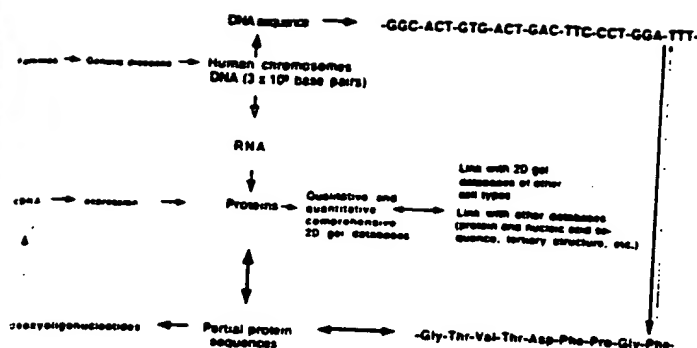 DNA sequence
-GGC-ACT-GTG-ACT-GAC-TTC-CCT-GGA-TTT-
Human chromosomes
DNA (3 x 10⁹ base pairs)
RNA
Proteins
Qualitative and
quantitative
comprehensive
2D gel databases
Link with 2D gel
databases of other
cell types
Link with other databases
(protein and nucleic acid se-
quence, tertiary structure, etc.)
cDNA
expression
deoxyoligonucleotides
Partial protein
sequences
-Gly-Thr-Val-Thr-Asp-Phe-Pro-Gly-Phe-